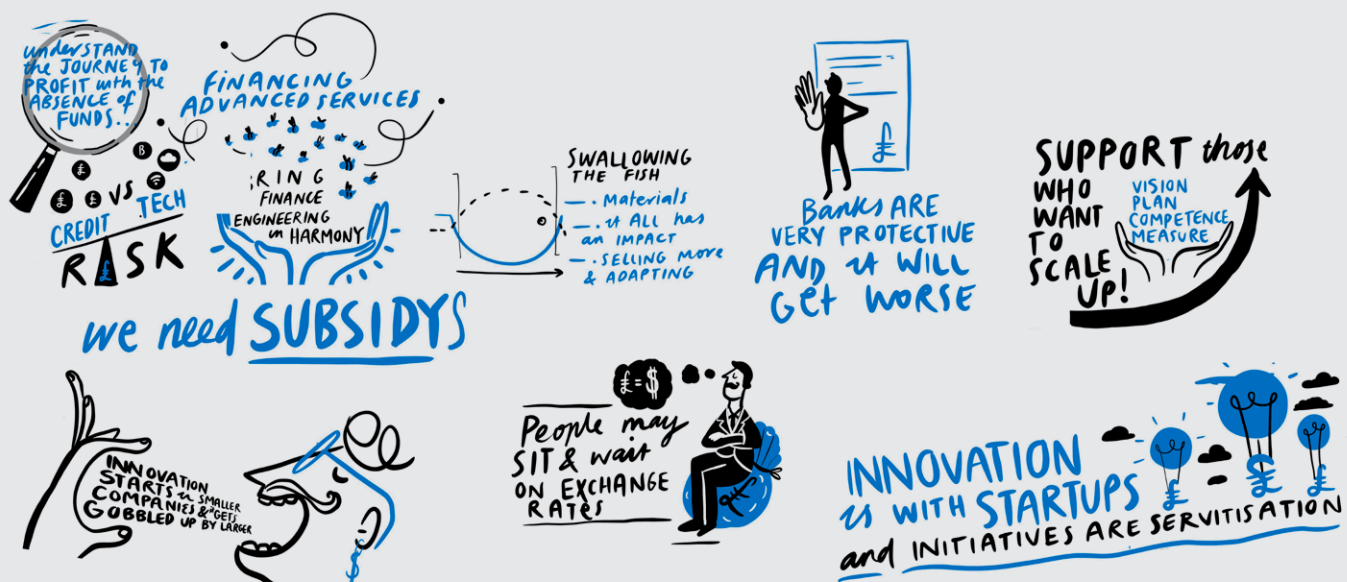 UNDERSTAND
the JOURNEY TO
PROFIT with the
ABSENCE of
FUNDS...
£ £ £ B
VS
CREDIT
TECH
£
RISK
FINANCING
ADVANCED SERVICES
RING
FINANCE
ENGINEERING
in HARMONY
we need SUBSIDYS
SWALLOWING
THE FISH
— · Materials
— · it All has
an IMPACT
— · SELLING More
& ADAPTING
£
Banks ARE
VERY PROTECTIVE
AND it WILL
Get WORSE
SUPPORT those
WHO
WANT
TO
SCALE
UP!
VISION
PLAN
COMPETENCE
MEASURE
INNOVATION
STARTS in SMALLER
COMPANIES & GETS
GOBBLED UP BY LARGER
£=$
People may
SIT & wait
ON EXCHANGE
RATES
INNOVATION
is WITH STARTUPS
and INITIATIVES ARE SERVITISATION
£ £ £